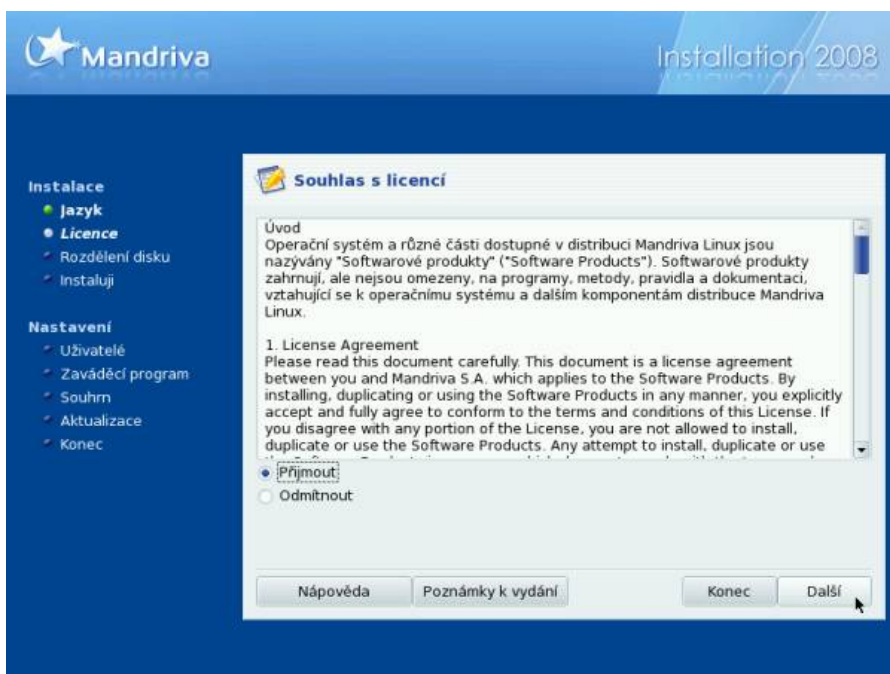 Mandriva
Installation 2008
Instalace
Jazyk
Licence
Rozdělení disku
Instaluji
Nastavení
Uživatelé
Zaváděcí program
Souhrn
Aktualizace
Konec
Souhlas s licencí
Úvod
Operační systém a různé části dostupné v distribuci Mandriva Linux jsou
nazývány "Softwarové produkty" ("Software Products"). Softwarové produkty
zahrnují, ale nejsou omezeny, na programy, metody, pravidla a dokumentaci,
vztahující se k operačnímu systému a dalším komponentám distribuce Mandriva
Linux.
1. License Agreement
Please read this document carefully. This document is a license agreement
between you and Mandriva S.A. which applies to the Software Products. By
installing, duplicating or using the Software Products in any manner, you explicitly
accept and fully agree to conform to the terms and conditions of this License. If
you disagree with any portion of the License, you are not allowed to install,
duplicate or use the Software Products. Any attempt to install, duplicate or use
Přijmout
Odmítnout
Nápověda
Poznámky k vydání
Konec
Další